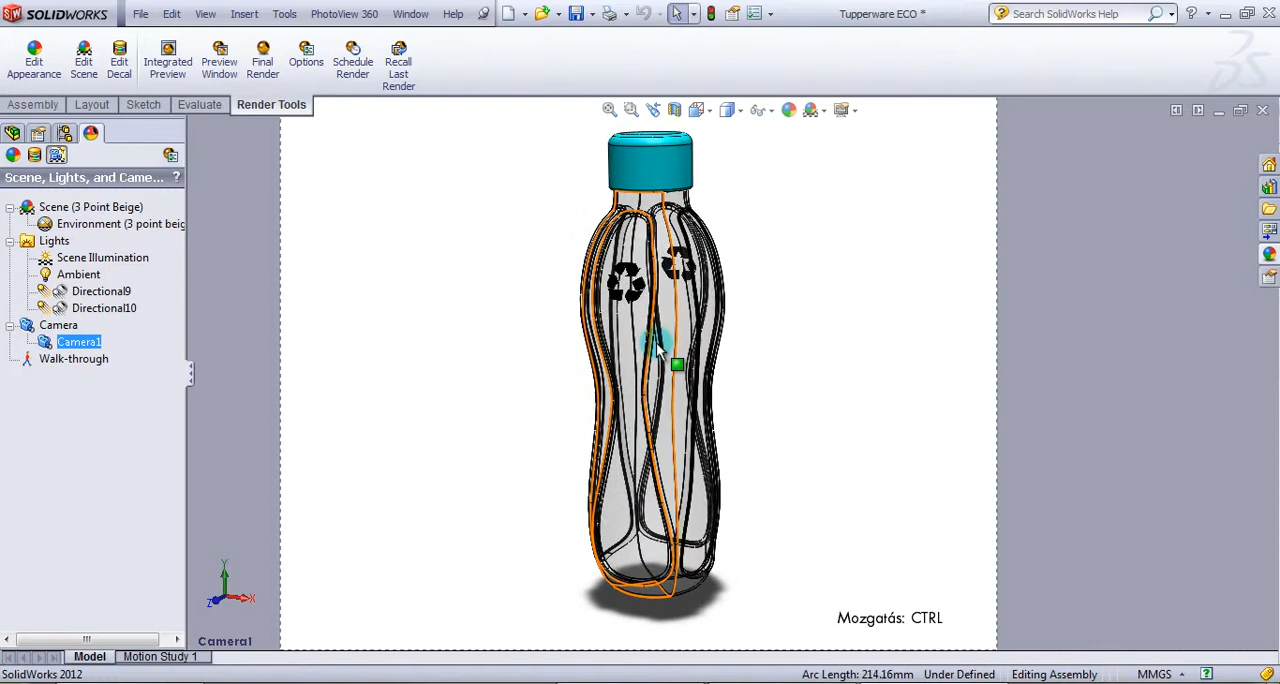 SOLIDWORKS File Edit View Insert Tools PhotoView 360 Window Help Tupperware ECO * Search SolidWorks Help
Edit Appearance
Edit Scene
Edit Decal
Integrated Preview
Preview Window
Final Render
Options
Schedule Render
Recall Last Render
Assembly Layout Sketch Evaluate Render Tools
Scene, Lights, and Came... ?
Scene (3 Point Beige)
Environment (3 point beig
Lights
Scene Illumination
Ambient
Directional9
Directional10
Camera
Camera1
Walk-through
Y
Z X
Mozgatás: CTRL
Camera1
Model Motion Study 1
SolidWorks 2012 Arc Length: 214.16mm Under Defined Editing Assembly MMGS ?